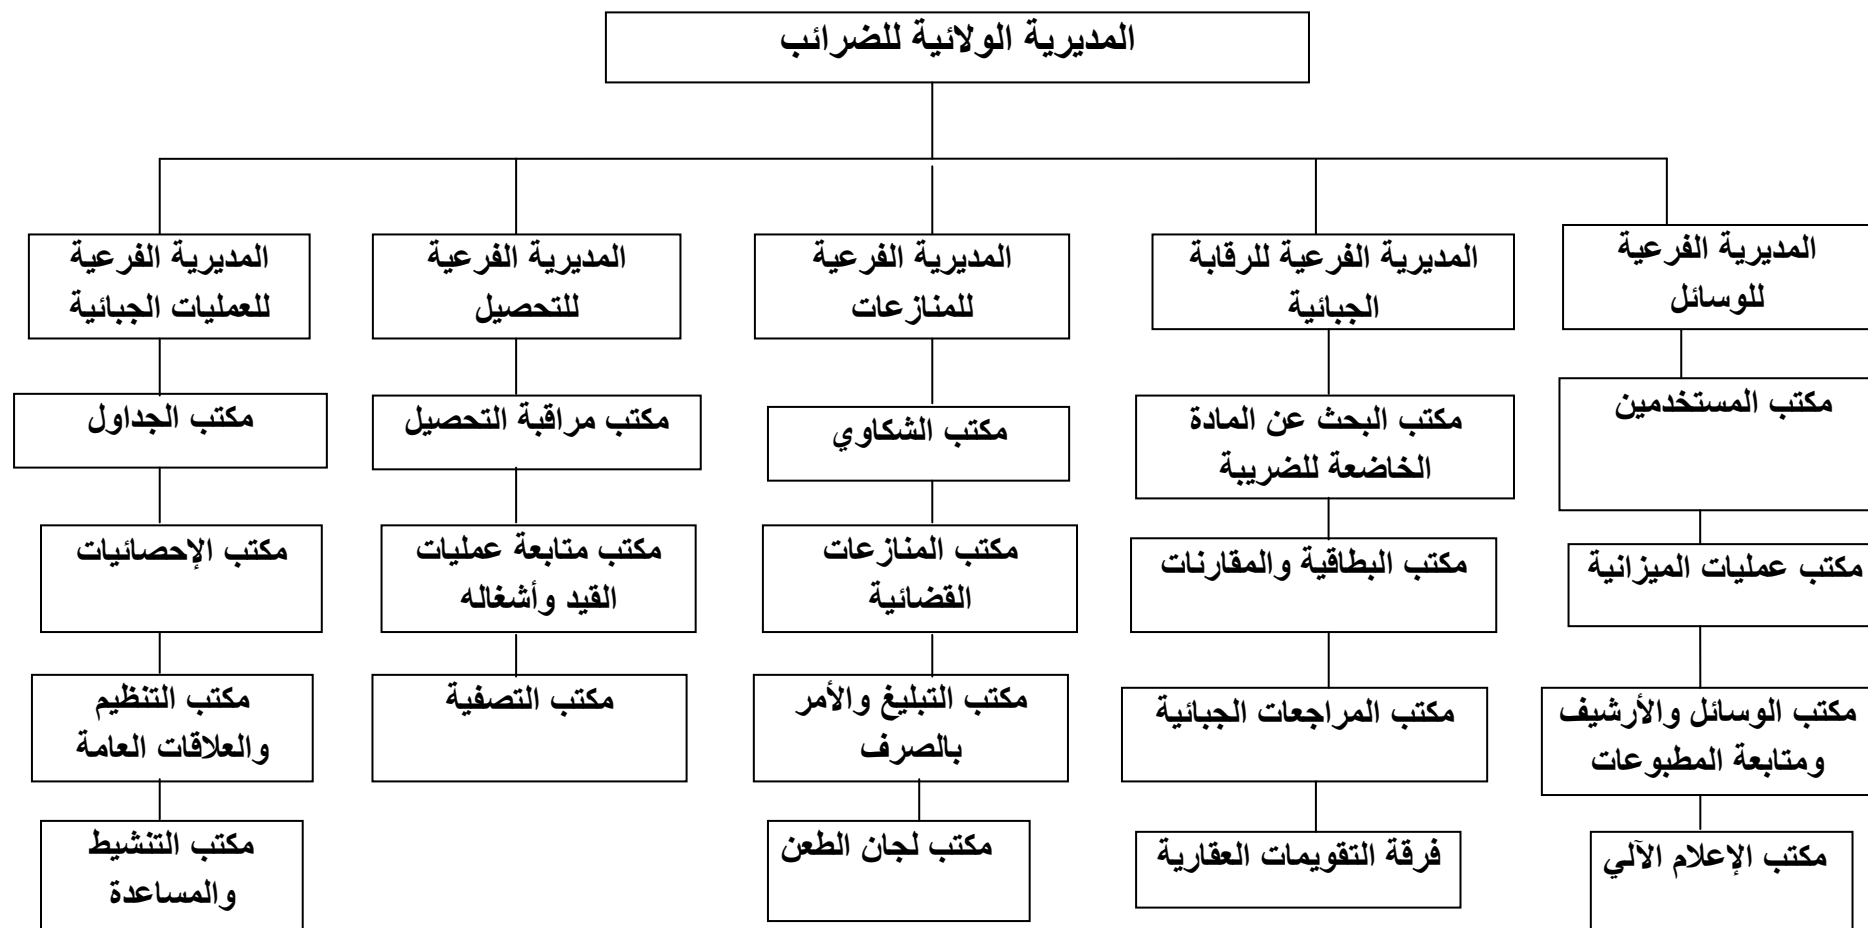 المديرية الولائية للضرائب
المديرية الفرعية
للوسائل
المديرية الفرعية للرقابة
الجبائية
المديرية الفرعية
للمنازعات
المديرية الفرعية
للتحصيل
المديرية الفرعية
للعمليات الجبائية
مكتب المستخدمين
مكتب البحث عن المادة
الخاضعة للضريبة
مكتب الشكاوي
مكتب مراقبة التحصيل
مكتب الجداول
مكتب عمليات الميزانية
مكتب البطاقية والمقارنات
مكتب المنازعات
القضائية
مكتب متابعة عمليات
القيد وأشغاله
مكتب الإحصائيات
مكتب الوسائل والأرشيف
ومتابعة المطبوعات
مكتب المراجعات الجبائية
مكتب التبليغ والأمر
بالصرف
مكتب التصفية
مكتب التنظيم
والعلاقات العامة
مكتب الإعلام الآلي
فرقة التقويمات العقارية
مكتب لجان الطعن
مكتب التنشيط
والمساعدة